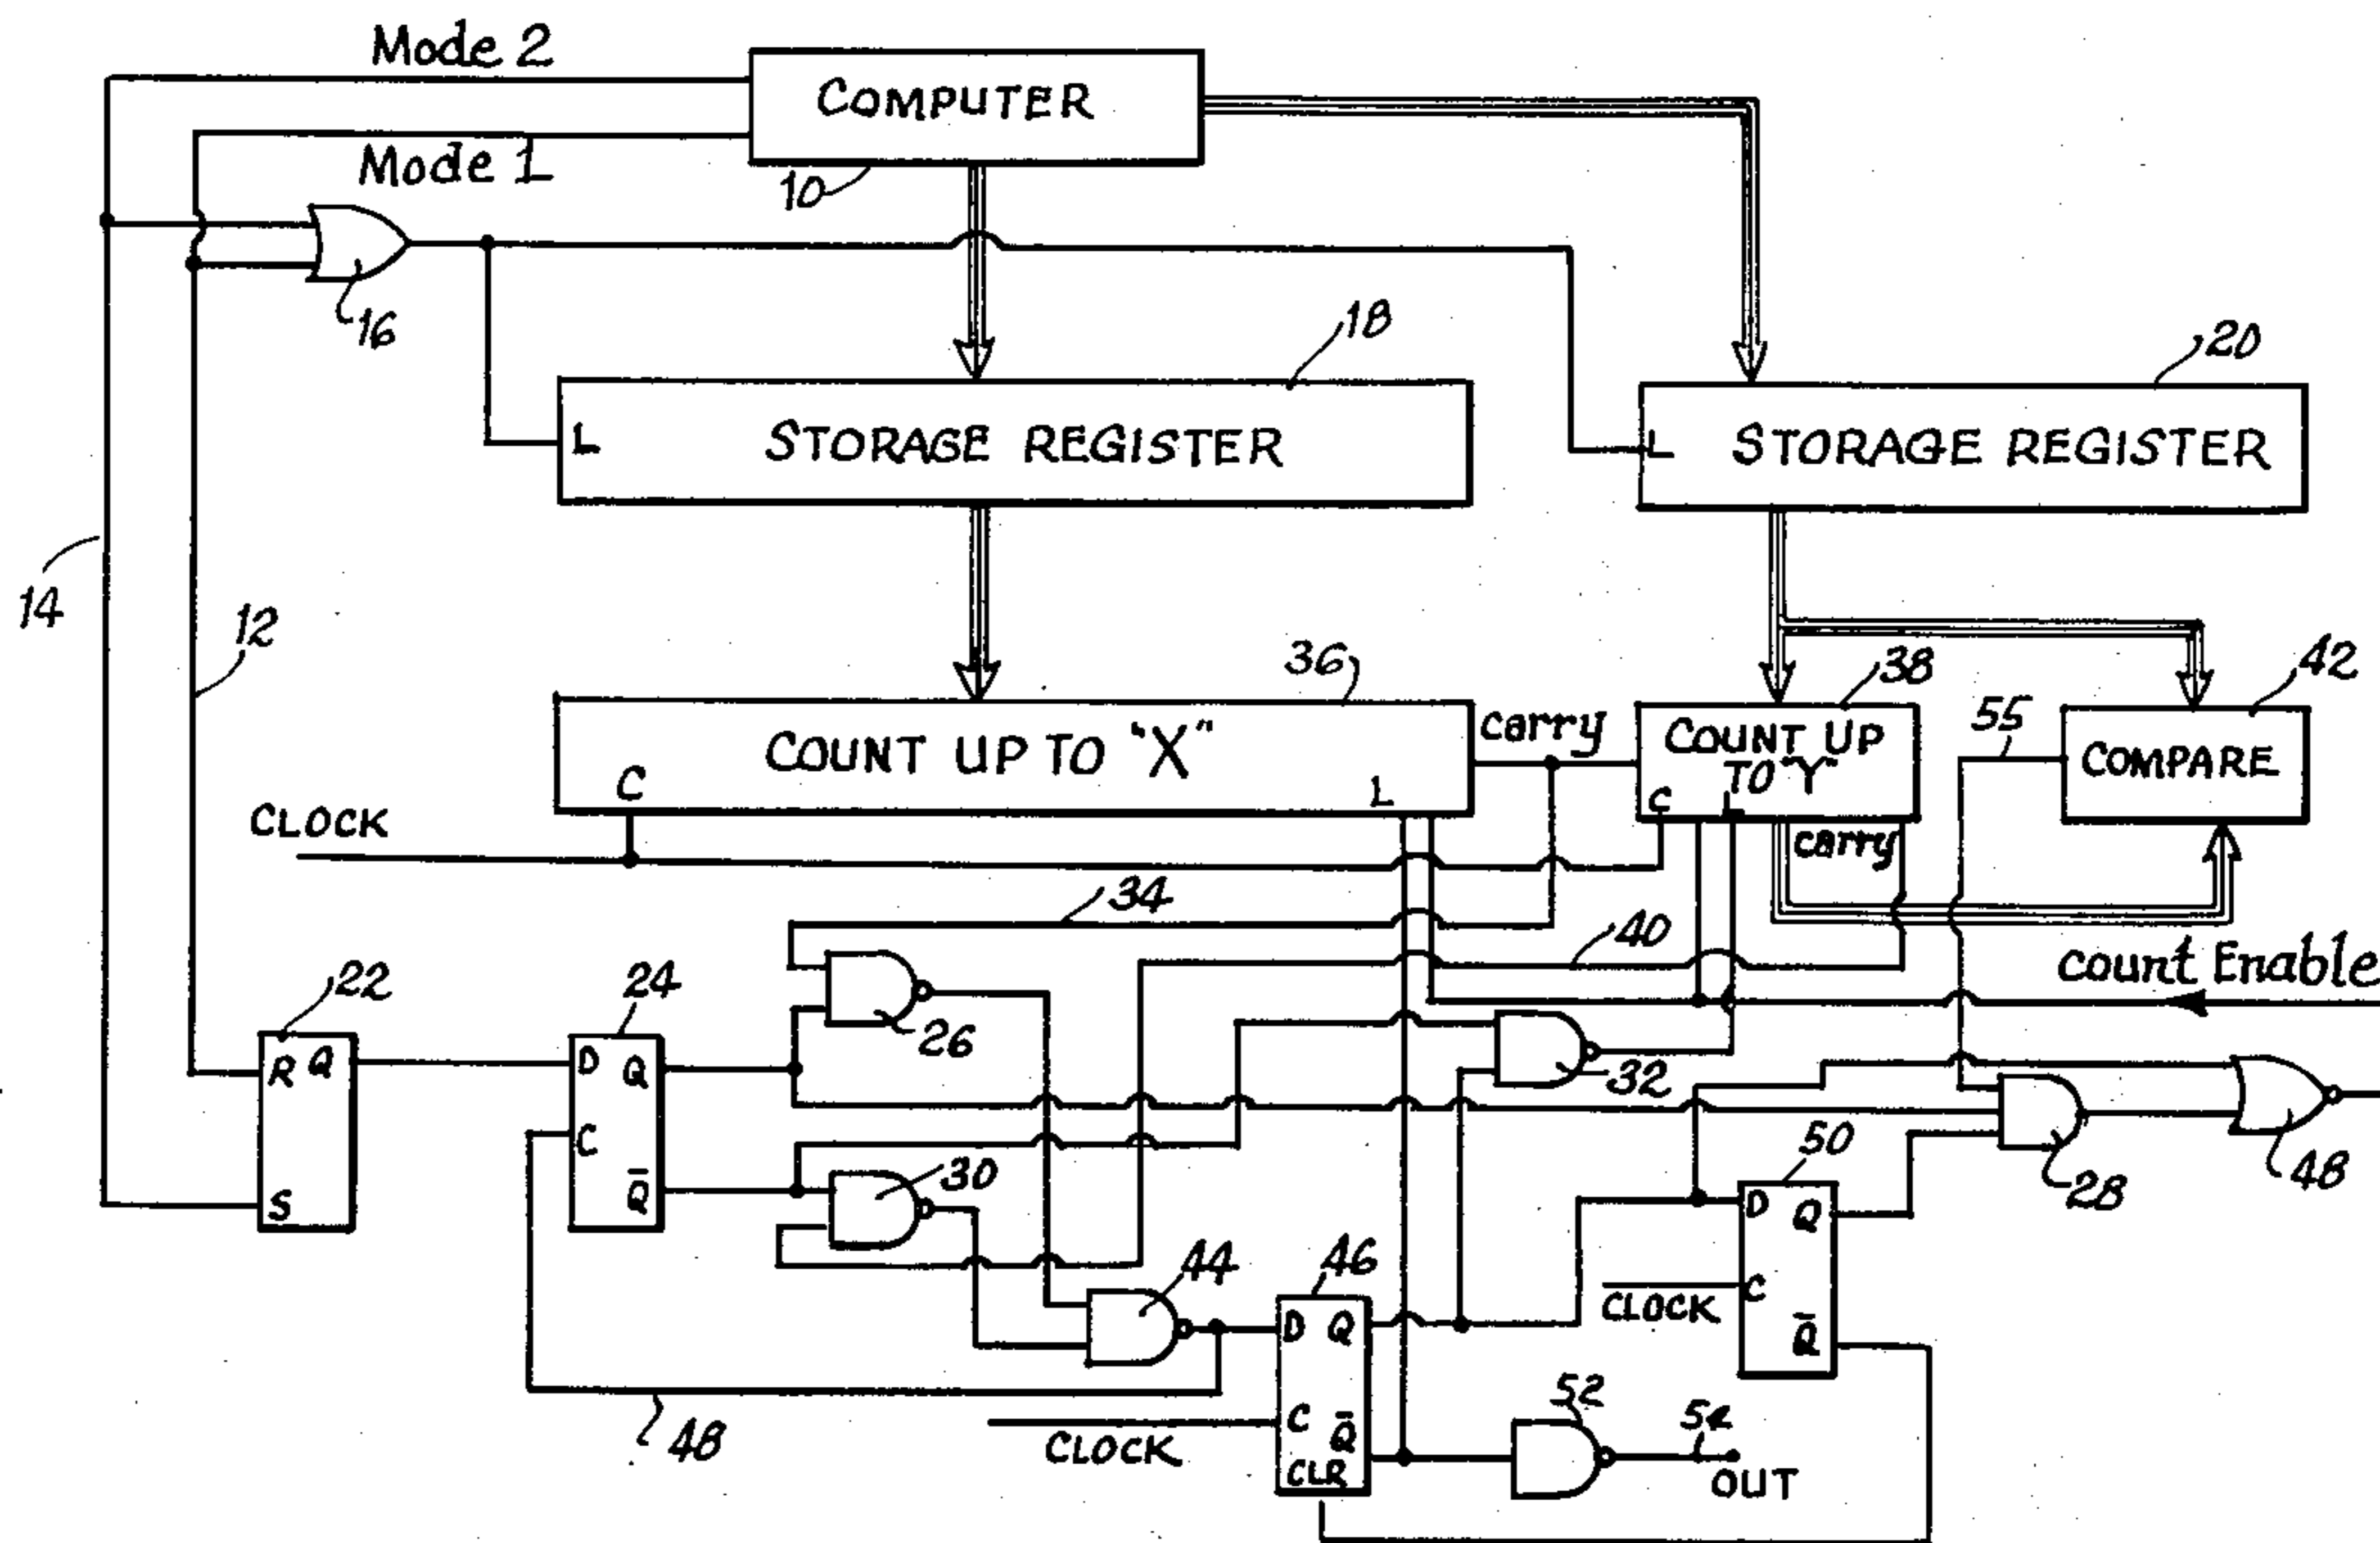 Mode 2
COMPUTER
Mode 1
10
16
18
20
L
STORAGE REGISTER
L
STORAGE REGISTER
14
12
36
38
42
55
carry
COUNT UP TO "X"
C
L
COUNT UP
TO "Y"
C
L
carry
COMPARE
CLOCK
34
40
count Enable
22
24
26
32
R
Q
S
D
Q
C
Q̅
30
50
28
48
44
46
D
Q
C
Q̅
CLOCK
D
Q
C
Q̅
CLR
CLOCK
48
52
54
OUT